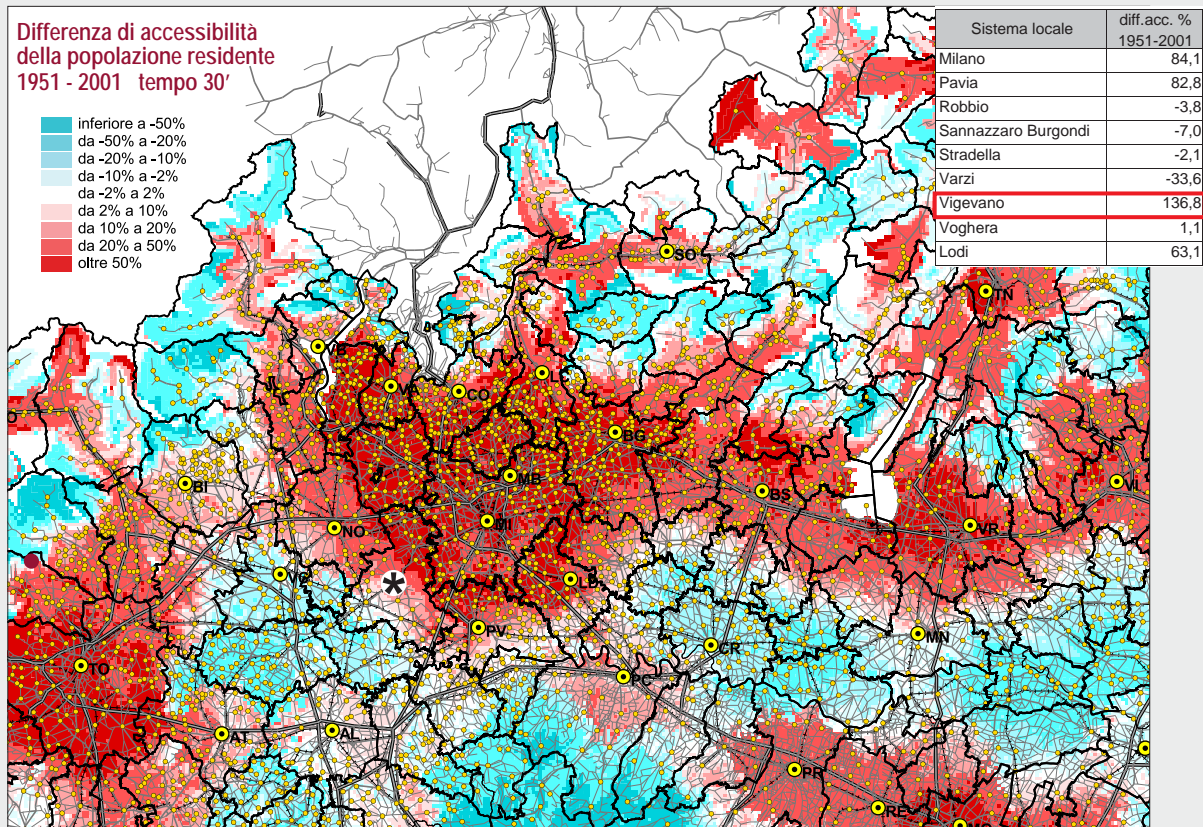 Differenza di accessibilità
della popolazione residente
1951 - 2001 tempo 30'
inferiore a -50%
da -50% a -20%
da -20% a -10%
da -10% a -2%
da -2% a 2%
da 2% a 10%
da 10% a 20%
da 20% a 50%
oltre 50%
Sistema locale diff.acc. % 1951-2001
Milano 84,1
Pavia 82,8
Robbio -3,8
Sannazzaro Burgondi -7,0
Stradella -2,1
Varzi -33,6
Vigevano 136,8
Voghera 1,1
Lodi 63,1
SO
TN
CO
BG
BI
MB
BS
VI
NO
MI
VR
*
PV
MN
CR
TO
PC
AT
AL
PR
RE